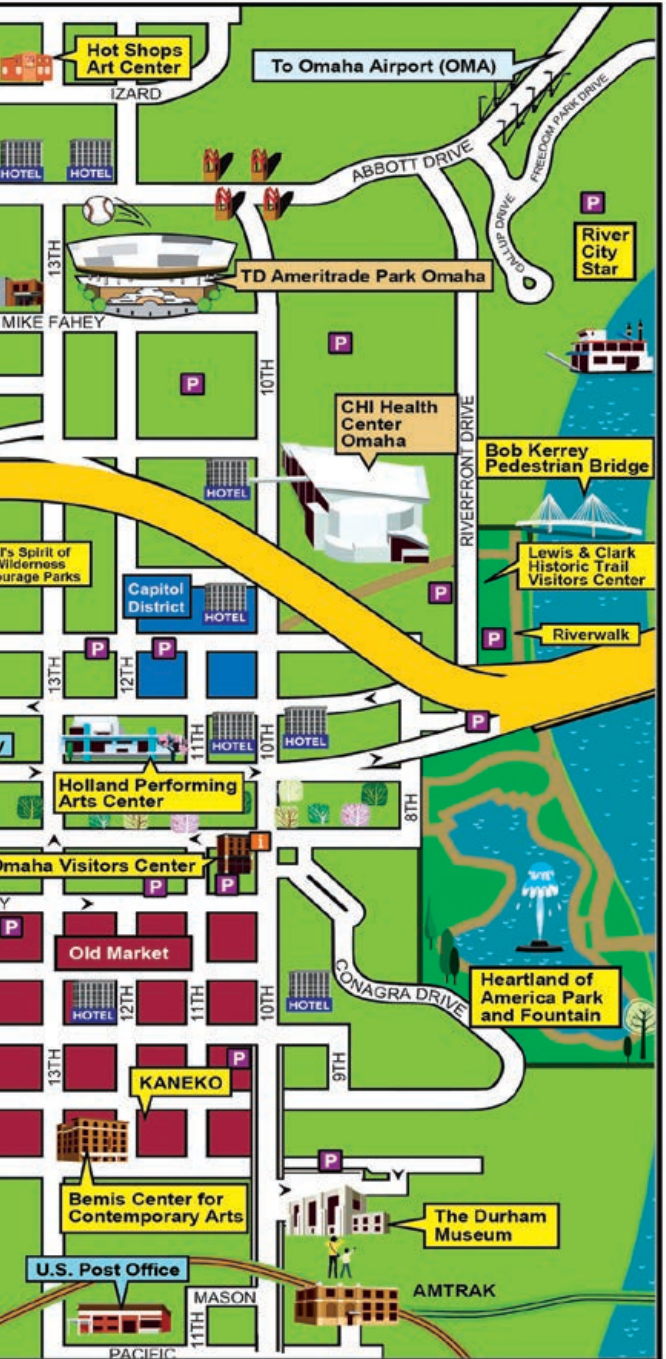 Hot Shops
Art Center
To Omaha Airport (OMA)
IZARD
FREEDOM PARK DRIVE
ABBOTT DRIVE
HOTEL
HOTEL
GALLUP DRIVE
P
River
City
Star
13TH
TD Ameritrade Park Omaha
MIKE FAHEY
P
P
10TH
CHI Health
Center
Omaha
RIVERFRONT DRIVE
Bob Kerrey
Pedestrian Bridge
HOTEL
Lewis & Clark
Historic Trail
Visitors Center
l's Spirit of
Wilderness
ourage Parks
Capitol
District
HOTEL
P
P
Riverwalk
P
P
13TH
12TH
P
11TH
HOTEL
10TH
HOTEL
Holland Performing
Arts Center
8TH
i
Omaha Visitors Center
P
P
Y
P
Old Market
CONAGRA DRIVE
Heartland of
America Park
and Fountain
HOTEL
12TH
11TH
10TH
HOTEL
13TH
P
9TH
KANEKO
P
Bemis Center for
Contemporary Arts
The Durham
Museum
U.S. Post Office
MASON
AMTRAK
11TH
PACIFIC